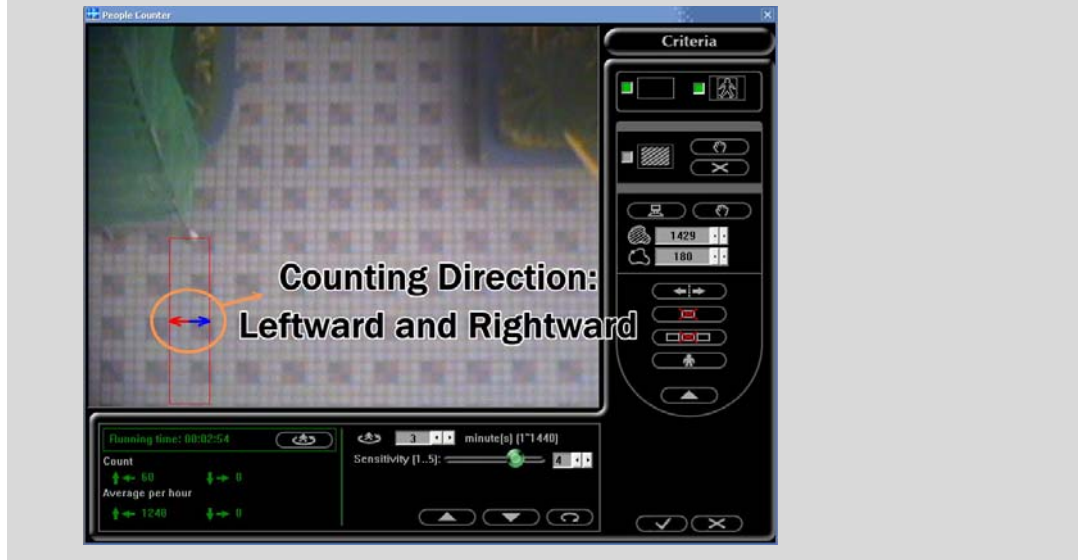 People Counter
Criteria
1429
180
Counting Direction:
Leftward and Rightward
Running time: 00:02:54
3 minute(s) (1~1440)
Sensitivity [1..5]: 4
Count
60 0
Average per hour
1240 0